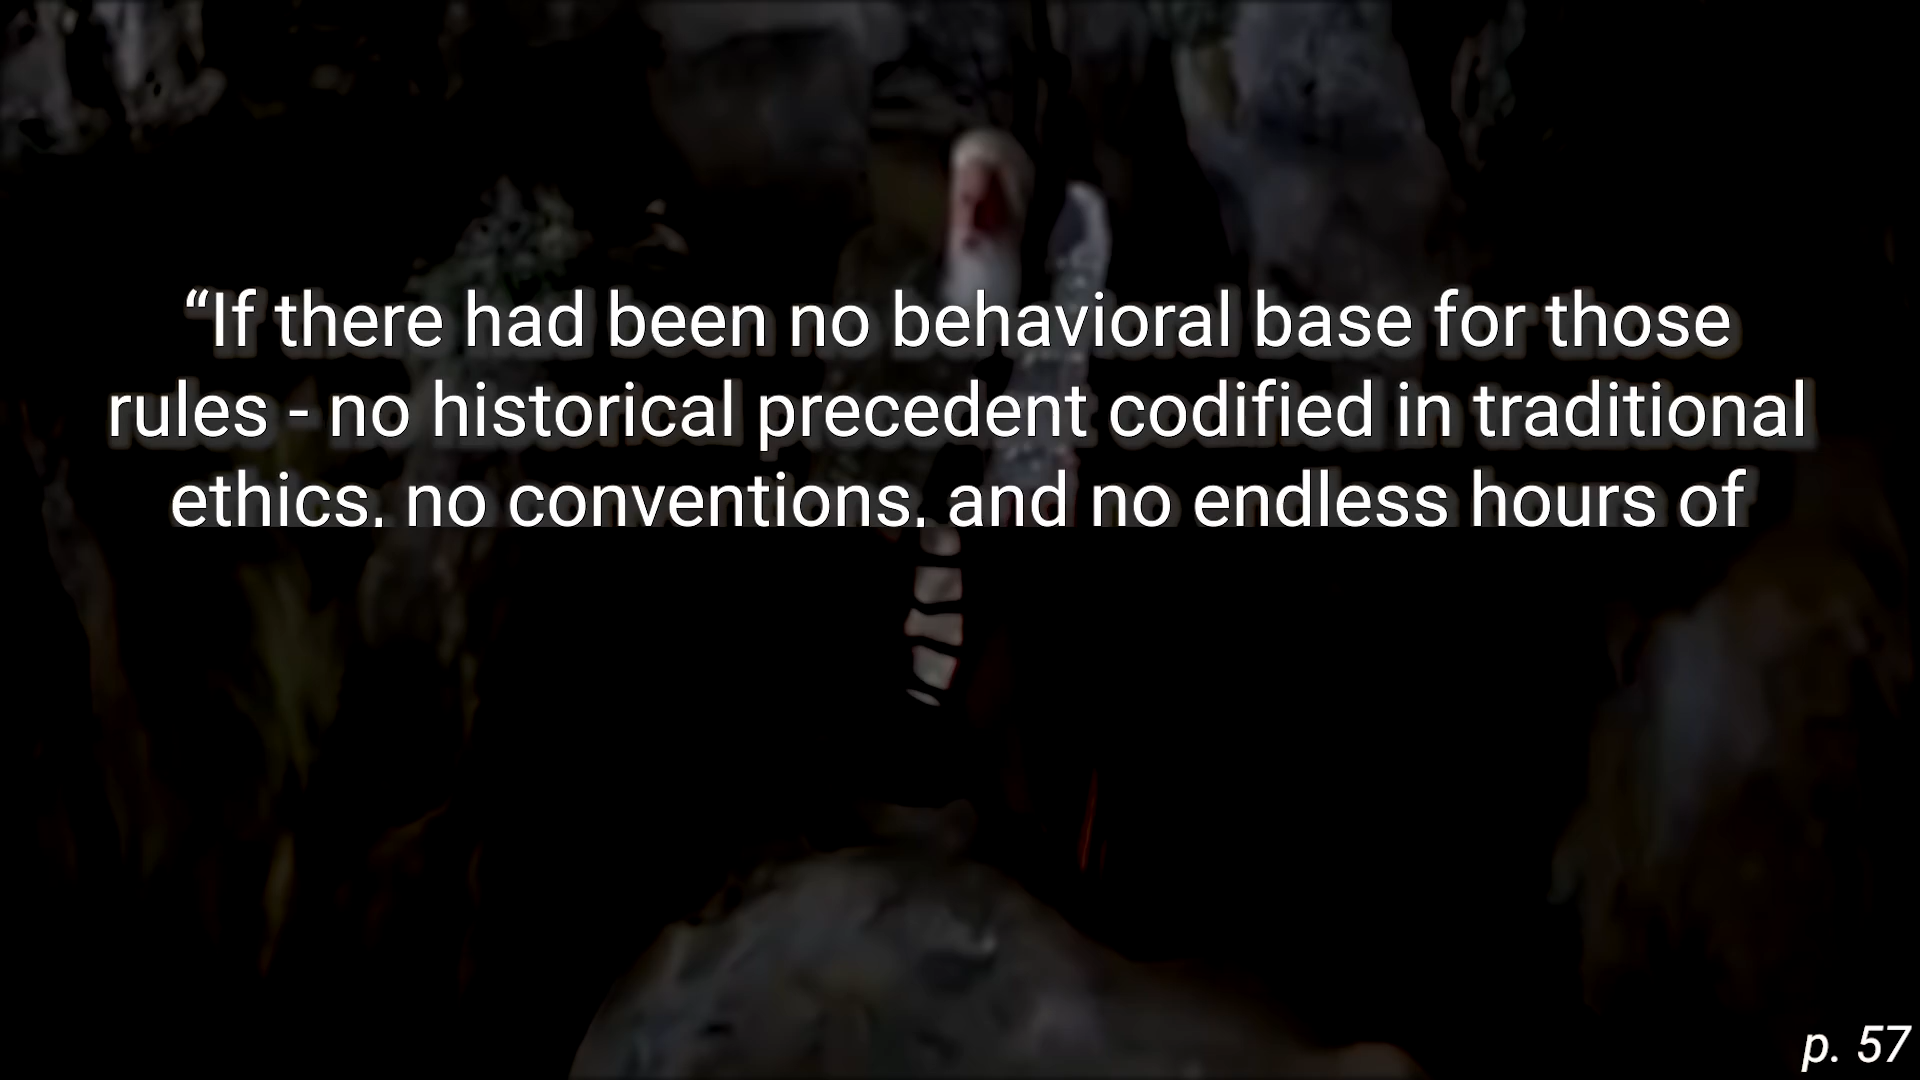 “If there had been no behavioral base for those
rules - no historical precedent codified in traditional
ethics, no conventions, and no endless hours of
p. 57